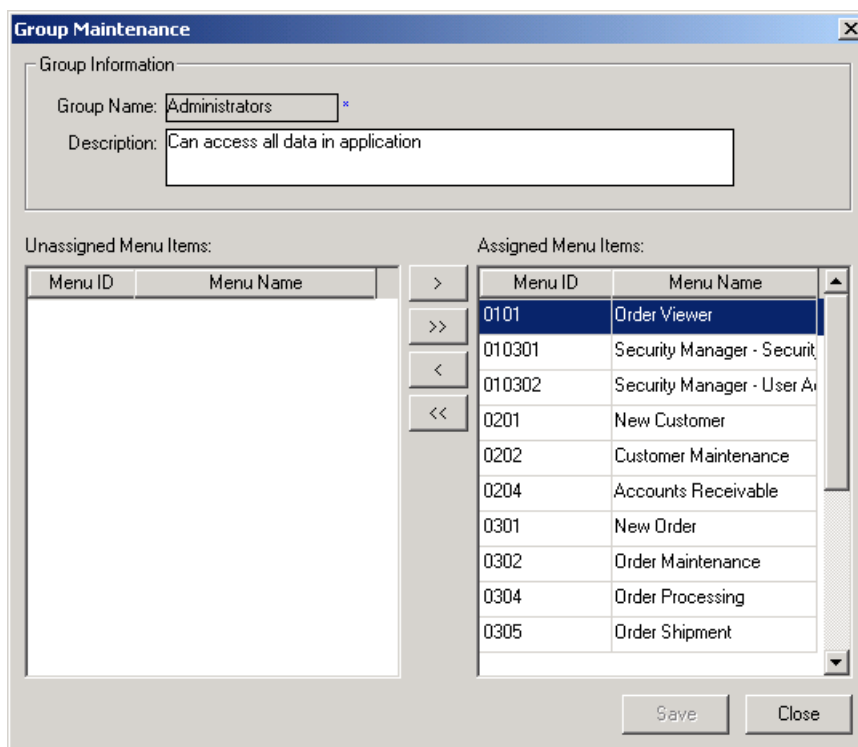 Group Maintenance
Group Information
Group Name: Administrators *
Description: Can access all data in application
Unassigned Menu Items:
Menu ID Menu Name
>
>>
<
<<
Assigned Menu Items:
Menu ID Menu Name
0101 Order Viewer
010301 Security Manager - Securit
010302 Security Manager - User A
0201 New Customer
0202 Customer Maintenance
0204 Accounts Receivable
0301 New Order
0302 Order Maintenance
0304 Order Processing
0305 Order Shipment
Save Close